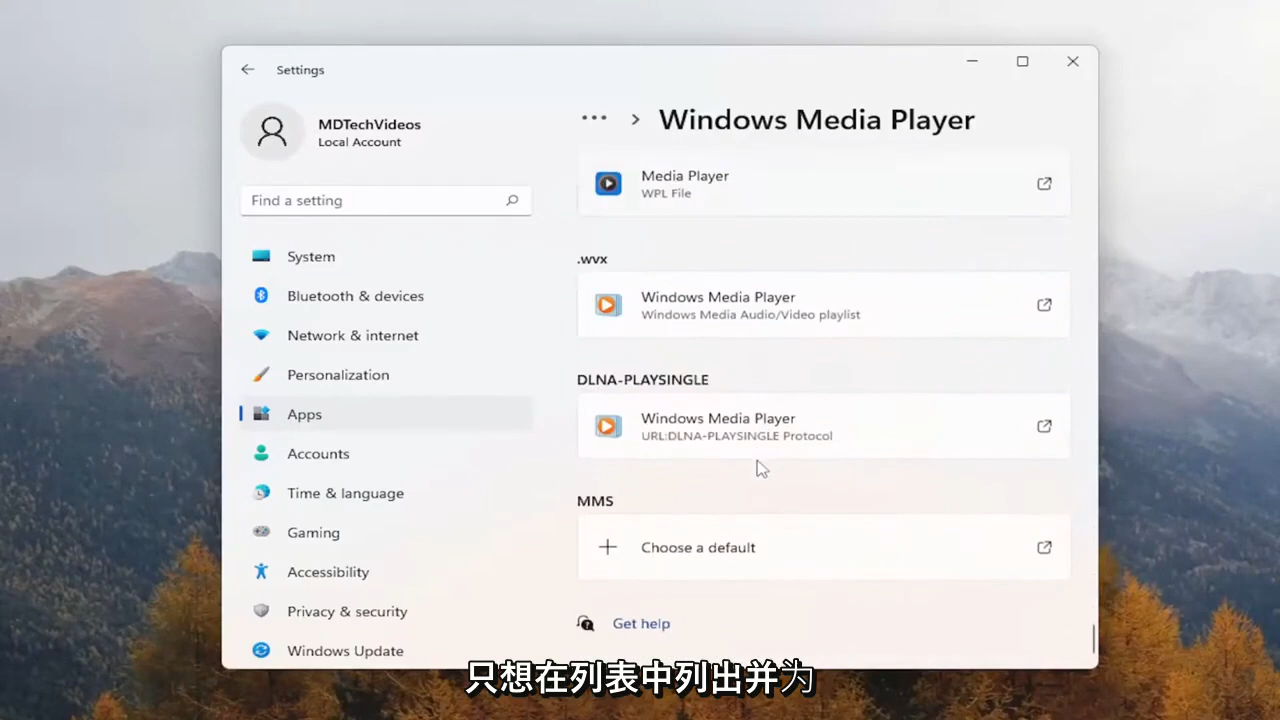 Settings
MDTechVideos
Local Account
Find a setting
System
Bluetooth & devices
Network & internet
Personalization
Apps
Accounts
Time & language
Gaming
Accessibility
Privacy & security
Windows Update
Windows Media Player
Media Player
WPL File
.wvx
Windows Media Player
Windows Media Audio/Video playlist
DLNA-PLAYSINGLE
Windows Media Player
URL:DLNA-PLAYSINGLE Protocol
MMS
Choose a default
Get help
只想在列表中列出并为